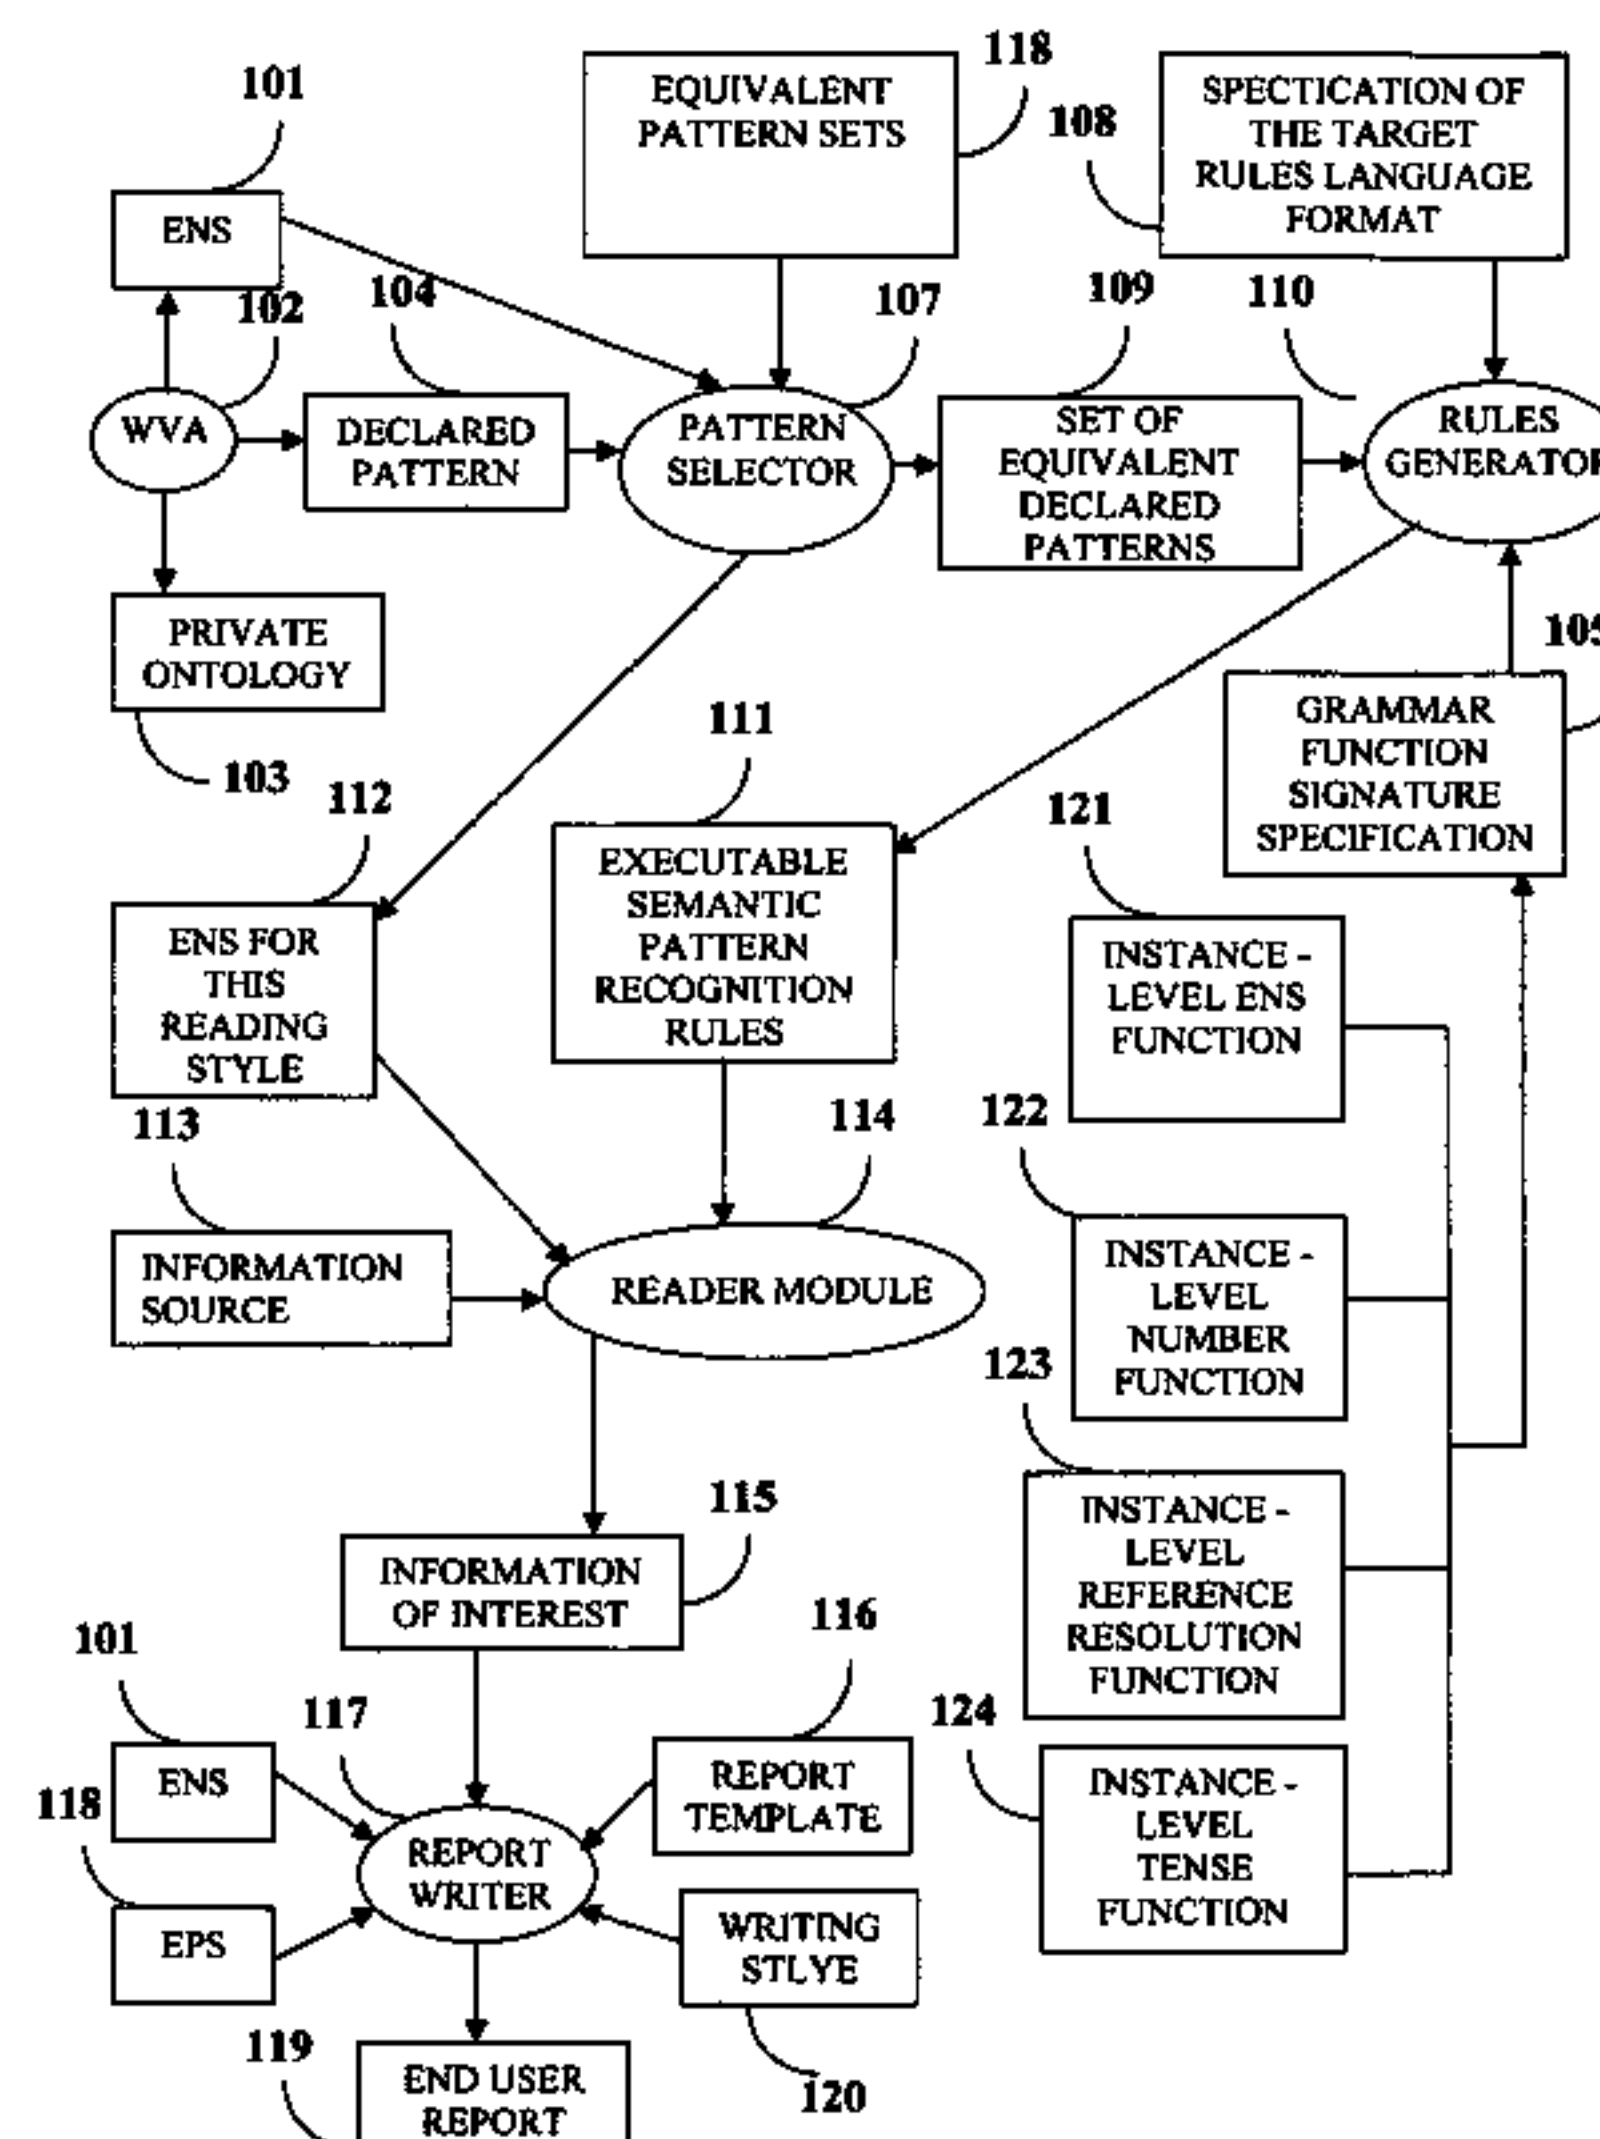 101
118
108
EQUIVALENT
PATTERN SETS
SPECTICATION OF
THE TARGET
RULES LANGUAGE
FORMAT
ENS
102
104
107
109
110
WVA
DECLARED
PATTERN
PATTERN
SELECTOR
SET OF
EQUIVALENT
DECLARED
PATTERNS
RULES
GENERATOR
PRIVATE
ONTOLOGY
103
105
GRAMMAR
FUNCTION
SIGNATURE
SPECIFICATION
112
111
121
ENS FOR
THIS
READING
STYLE
EXECUTABLE
SEMANTIC
PATTERN
RECOGNITION
RULES
INSTANCE -
LEVEL ENS
FUNCTION
113
114
122
INFORMATION
SOURCE
READER MODULE
INSTANCE -
LEVEL
NUMBER
FUNCTION
123
115
INFORMATION
OF INTEREST
INSTANCE -
LEVEL
REFERENCE
RESOLUTION
FUNCTION
101
117
116
124
ENS
118
REPORT
WRITER
REPORT
TEMPLATE
INSTANCE -
LEVEL
TENSE
FUNCTION
EPS
WRITING
STLYE
119
120
END USER
REPORT